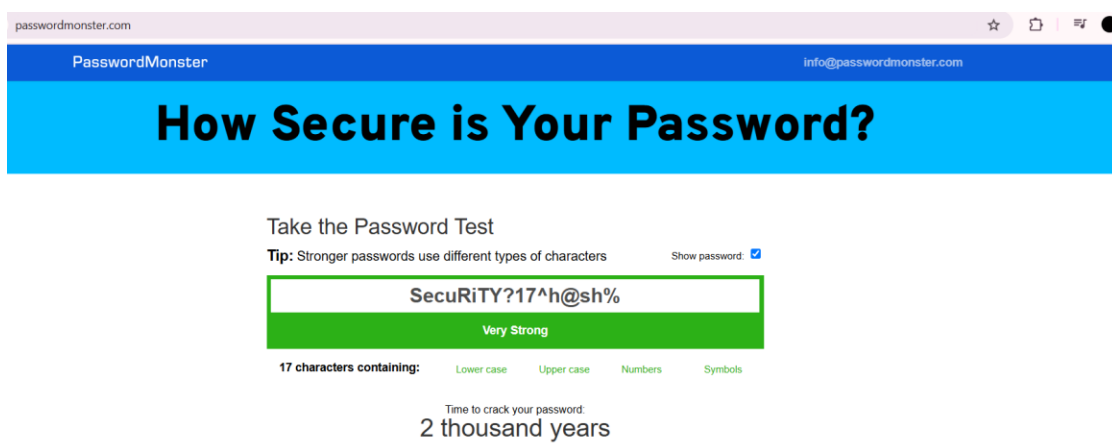 passwordmonster.com
PasswordMonster info@passwordmonster.com
How Secure is Your Password?
Take the Password Test
Tip: Stronger passwords use different types of characters Show password:
SecuRiTY?17^h@sh%
Very Strong
17 characters containing: Lower case Upper case Numbers Symbols
Time to crack your password:
2 thousand years